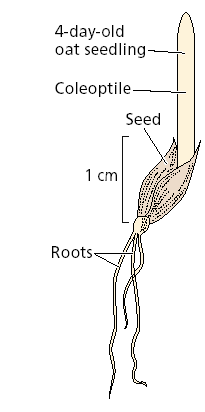 4-day-old
oat seedling
Coleoptile
Seed
1 cm
Roots